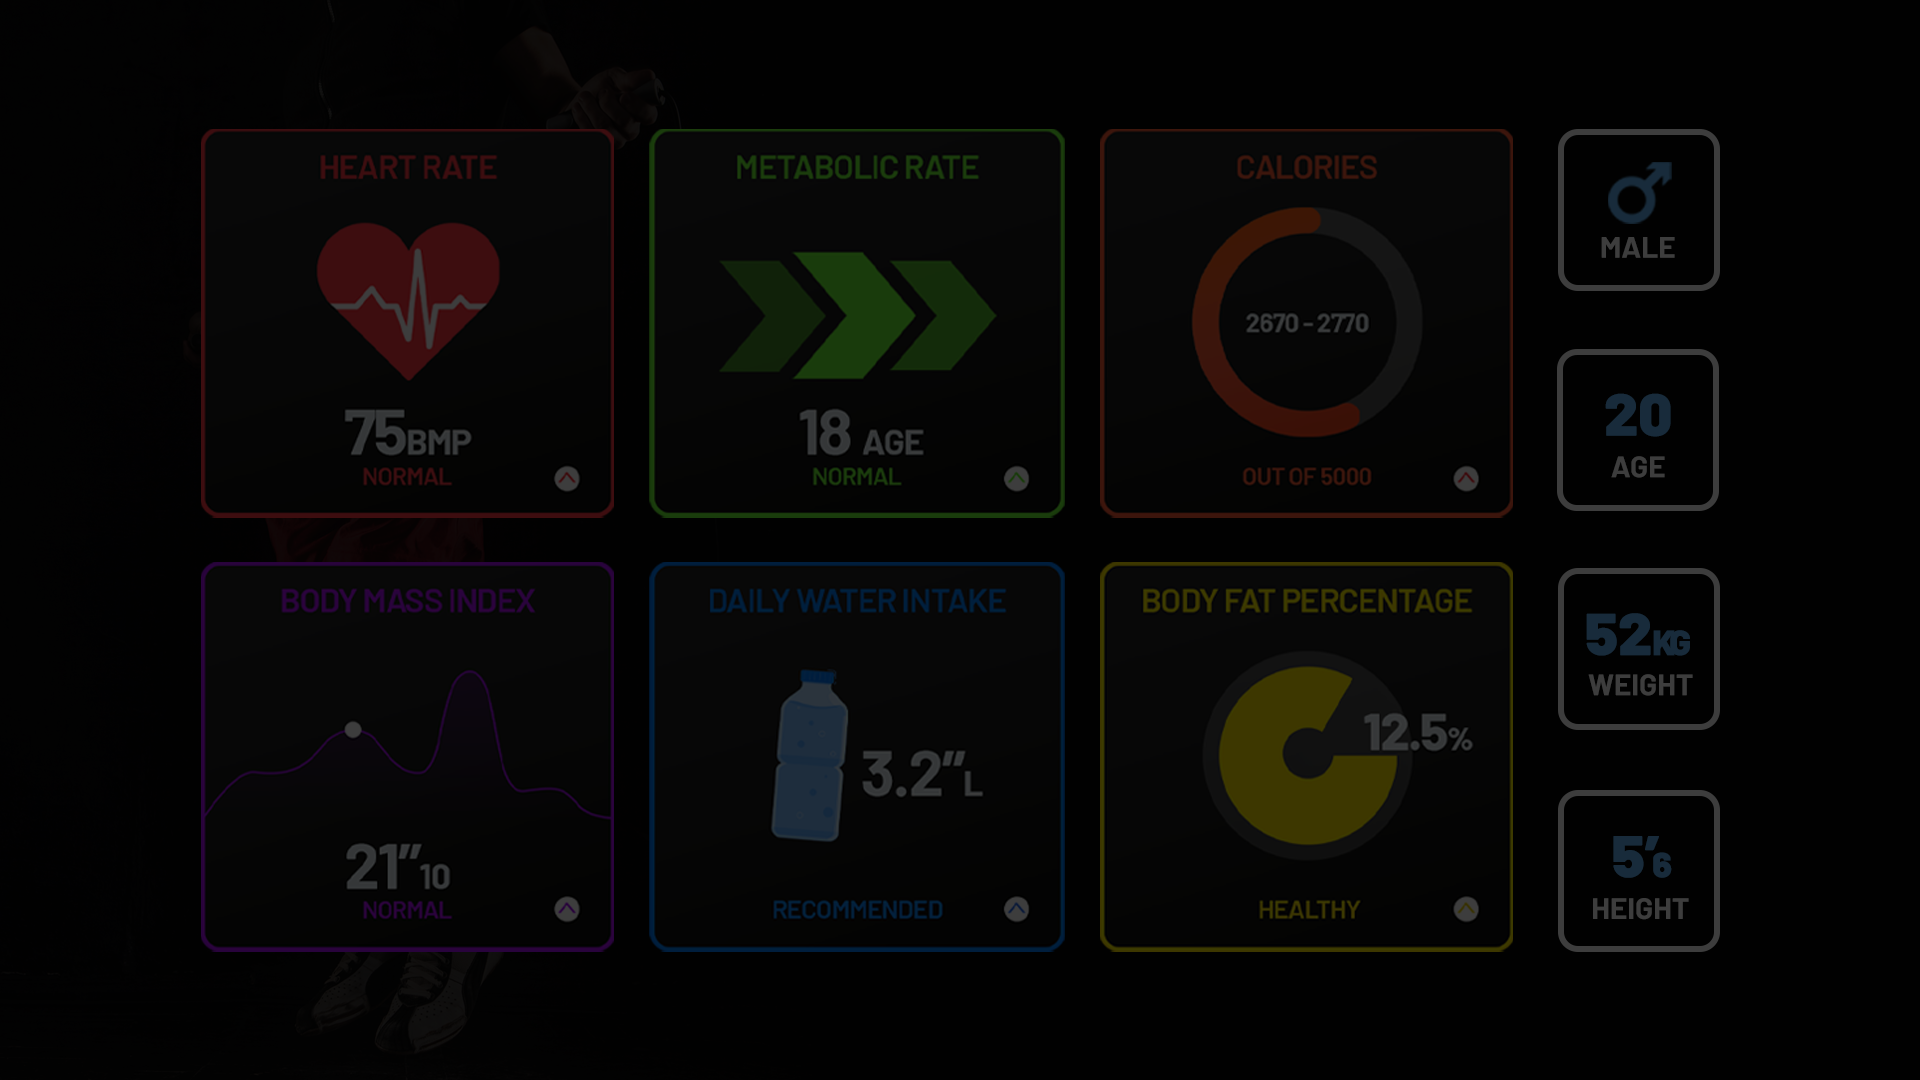 HEART RATE
75BMP
NORMAL
METABOLIC RATE
18 AGE
NORMAL
CALORIES
2670 - 2770
OUT OF 5000
MALE
20
AGE
BODY MASS INDEX
21”10
NORMAL
DAILY WATER INTAKE
3.2”L
RECOMMENDED
BODY FAT PERCENTAGE
12.5%
HEALTHY
52KG
WEIGHT
5’6
HEIGHT